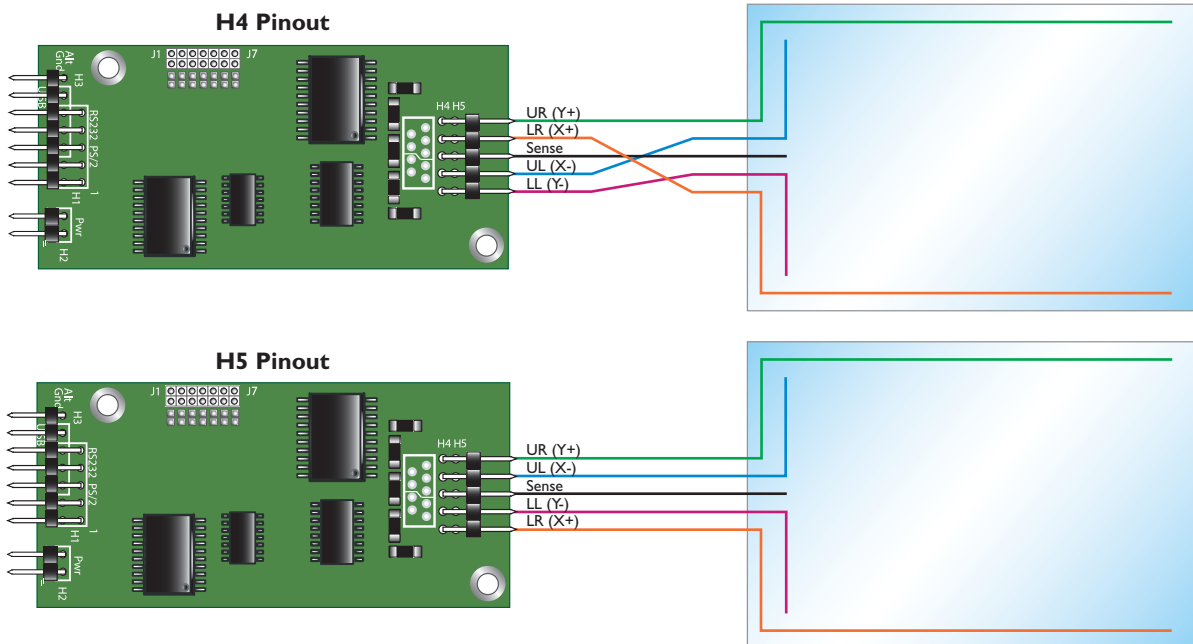 H4 Pinout
Alt
Gnd
H3
USB
RS232 PS/2
1
H1
Pwr
H2
J1
J7
H4 H5
UR (Y+)
LR (X+)
Sense
UL (X-)
LL (Y-)
H5 Pinout
Alt
Gnd
H3
USB
RS232 PS/2
1
H1
Pwr
H2
J1
J7
H4 H5
UR (Y+)
UL (X-)
Sense
LL (Y-)
LR (X+)